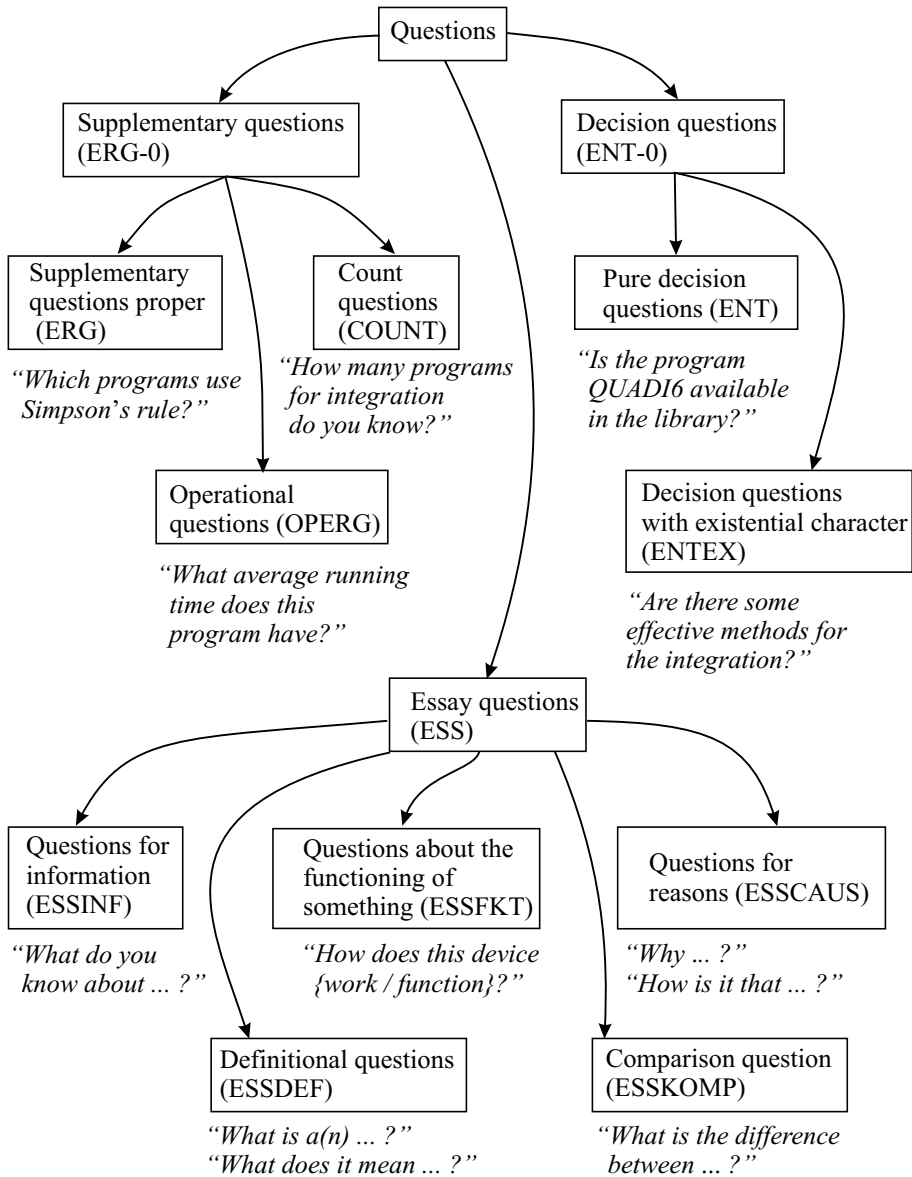 Questions
Supplementary questions
(ERG-0)
Decision questions
(ENT-0)
Supplementary
questions proper
(ERG)
Count
questions
(COUNT)
Pure decision
questions (ENT)
“Which programs use
Simpson’s rule?”
“How many programs
for integration
do you know?”
“Is the program
QUADI6 available
in the library?”
Operational
questions (OPERG)
Decision questions
with existential character
(ENTEX)
“What average running
time does this
program have?”
“Are there some
effective methods for
the integration?”
Essay questions
(ESS)
Questions for
information
(ESSINF)
Questions about the
functioning of
something (ESSFKT)
Questions for
reasons (ESSCAUS)
“What do you
know about ... ?”
“How does this device
{work / function}?”
“Why ... ?”
“How is it that ... ?”
Definitional questions
(ESSDEF)
Comparison question
(ESSKOMP)
“What is a(n) ... ?”
“What does it mean ... ?”
“What is the difference
between ... ?”